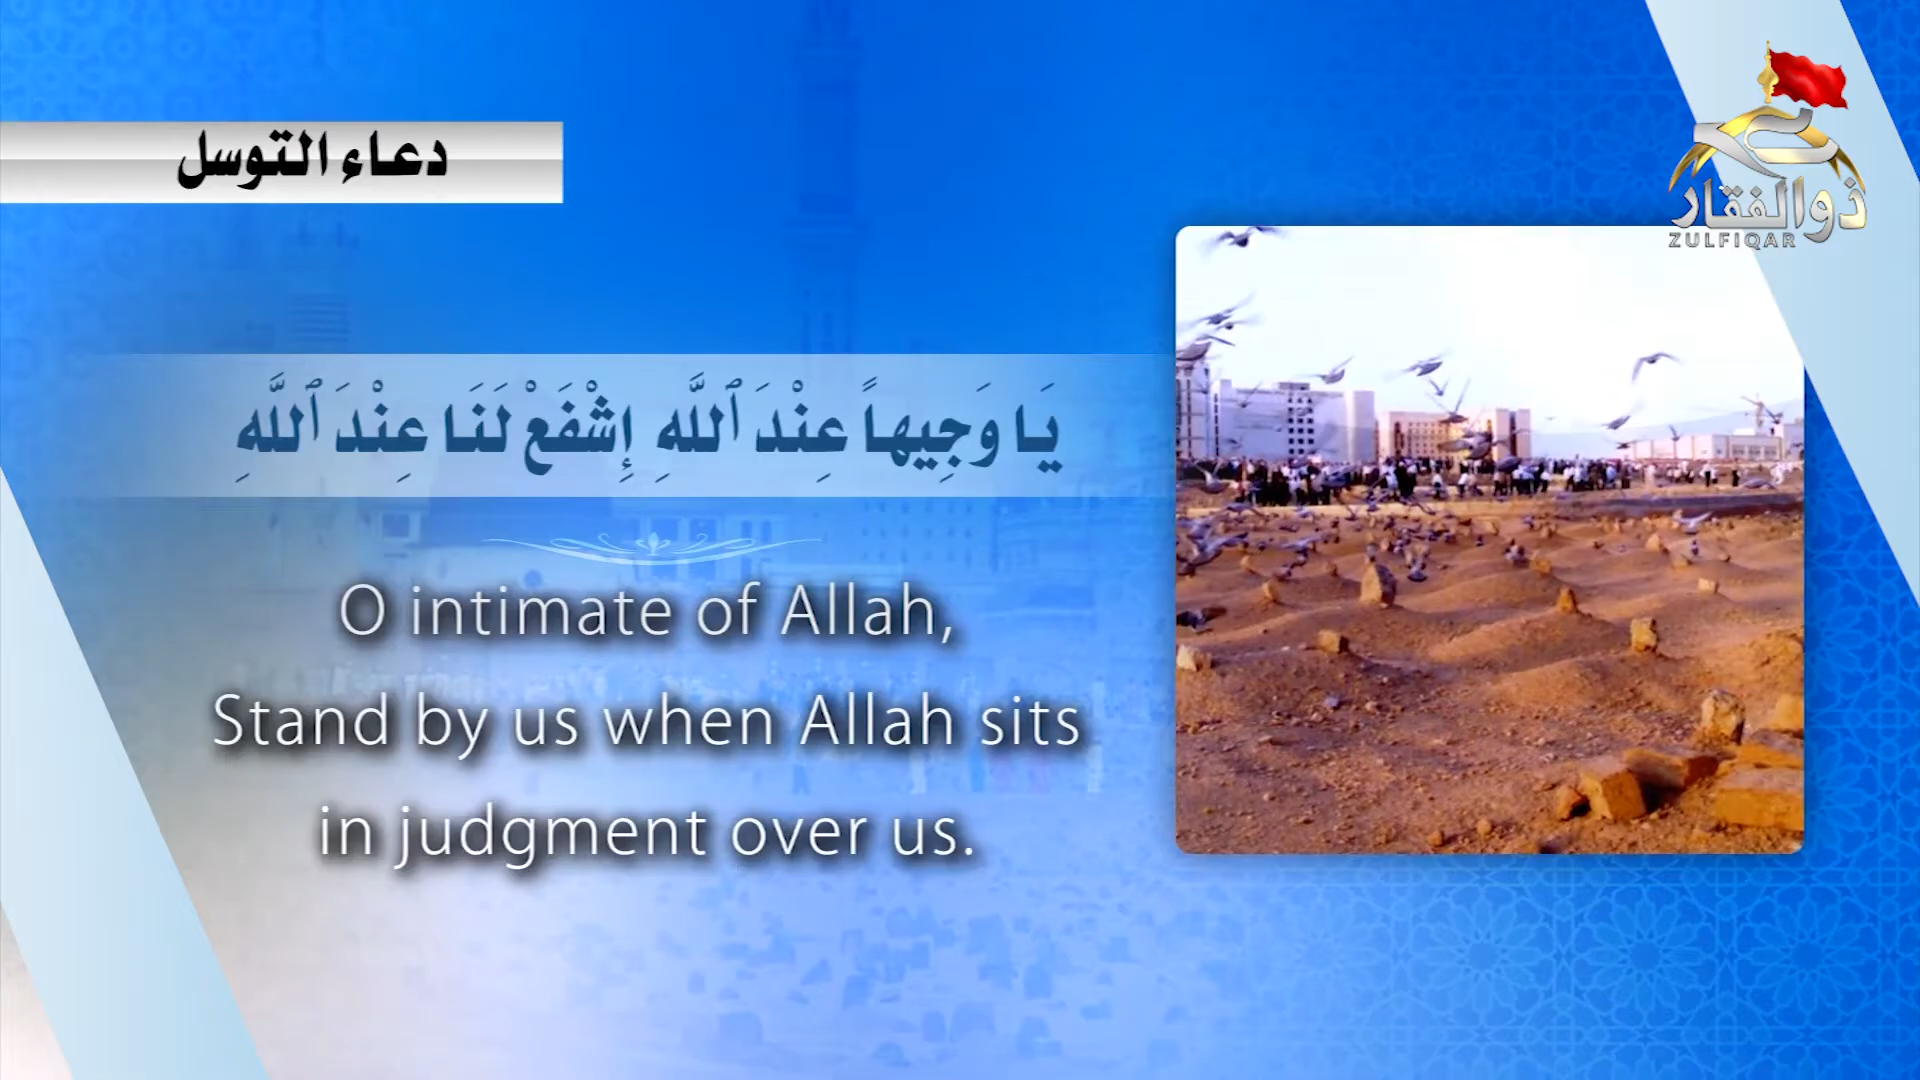 دعاء التوسل
ذوالفقار
ZULFIQAR
يَا وَجِيهاً عِنْدَ ٱللَّهِ إِشْفَعْ لَنَا عِنْدَ ٱللَّهِ
O intimate of Allah,
Stand by us when Allah sits
in judgment over us.